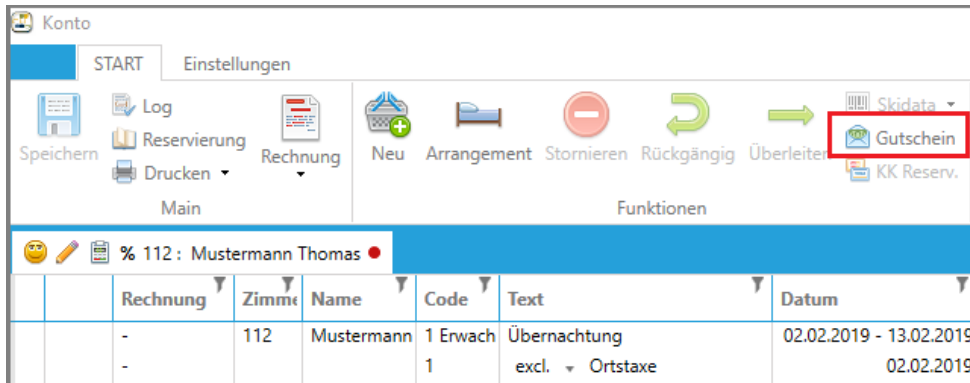 Konto
START Einstellungen
Log
Reservierung
Drucken
Speichern
Rechnung
Neu Arrangement Stornieren Rückgängig Überleiten
Skidata
Gutschein
KK Reserv.
Main Funktionen
% 112 : Mustermann Thomas
Rechnung Zimme Name Code Text Datum
- 112 Mustermann 1 Erwach Übernachtung 02.02.2019 - 13.02.2019
- 1 excl. Ortstaxe 02.02.2019